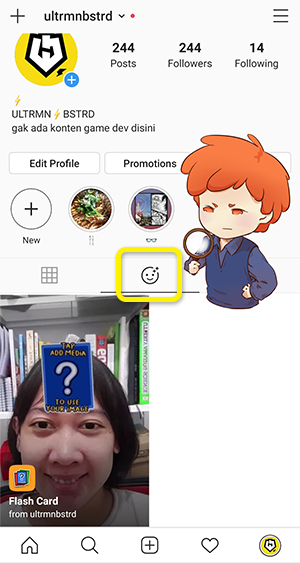 ultrmnbstrd
244 244 14
Posts Followers Following
⚡
ULTRMN⚡BSTRD
gak ada konten game dev disini
Edit Profile Promotions
New 🍴 👓
TAP
ADD MEDIA
?
TO USE
YOUR IMAGE
Flash Card
from ultrmnbstrd